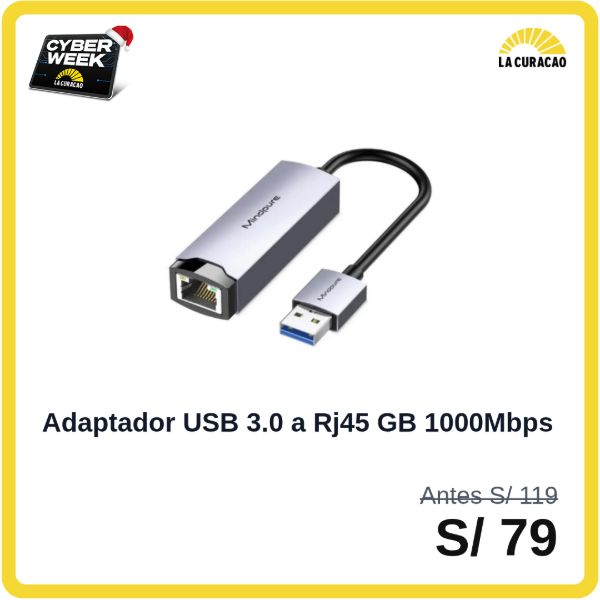 CYBER
WEEK
LA CURACAO
LA CURACAO
Mindpure
Mindpure
Adaptador USB 3.0 a Rj45 GB 1000Mbps
Antes S/ 119
S/ 79